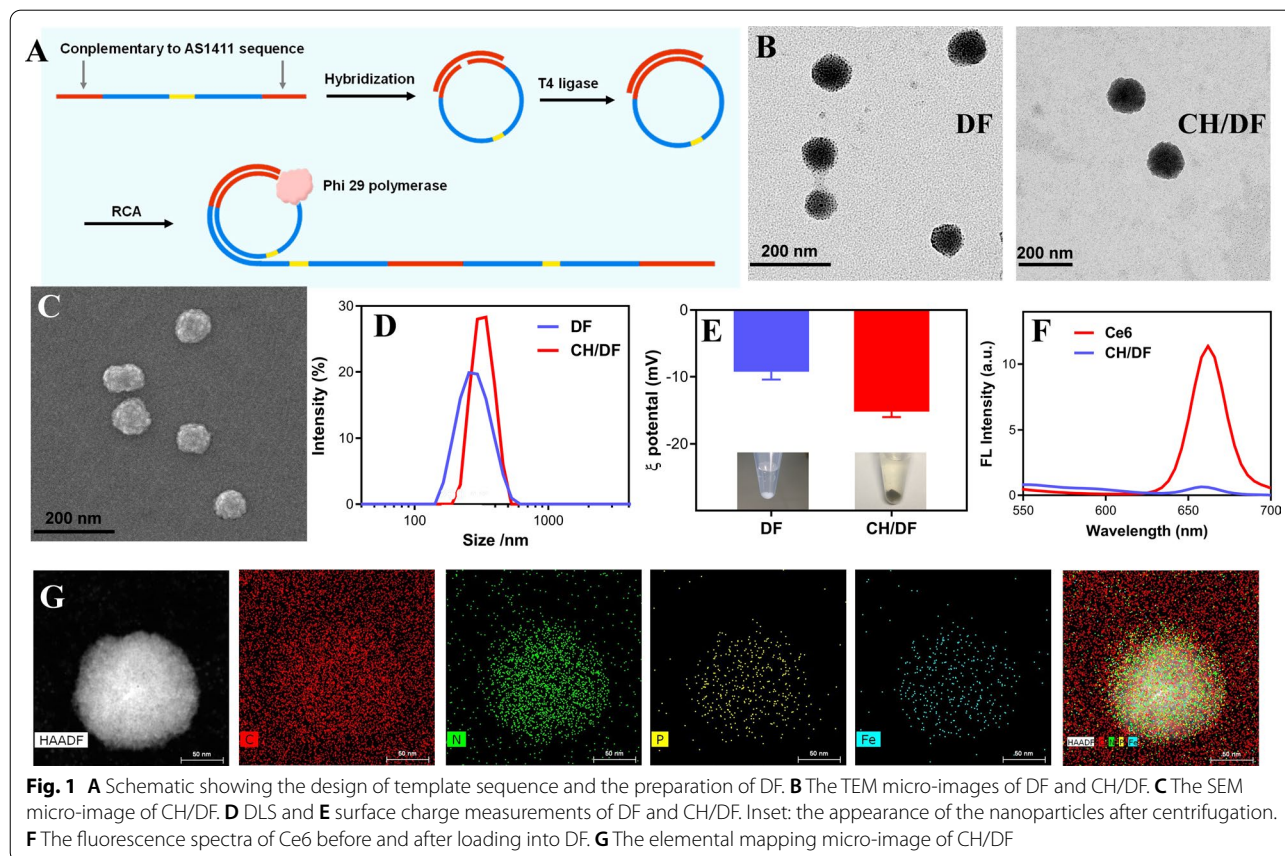 A
Conplementary to AS1411 sequence
Hybridization
T4 ligase
RCA
Phi 29 polymerase
B
DF
200 nm
CH/DF
200 nm
C
200 nm
D
DF
CH/DF
Intensity (%)
30
20
10
0
100
1000
Size /nm
E
ξ potential (mV)
0
-10
-20
DF
CH/DF
F
Ce6
CH/DF
FL Intensity (a.u.)
10
5
0
550
600
650
700
Wavelength (nm)
G
HAADF
50 nm
C
50 nm
N
50 nm
P
50 nm
Fe
50 nm
HAADF C N P Fe
50 nm
Fig. 1 A Schematic showing the design of template sequence and the preparation of DF. B The TEM micro-images of DF and CH/DF. C The SEM
micro-image of CH/DF. D DLS and E surface charge measurements of DF and CH/DF. Inset: the appearance of the nanoparticles after centrifugation.
F The fluorescence spectra of Ce6 before and after loading into DF. G The elemental mapping micro-image of CH/DF